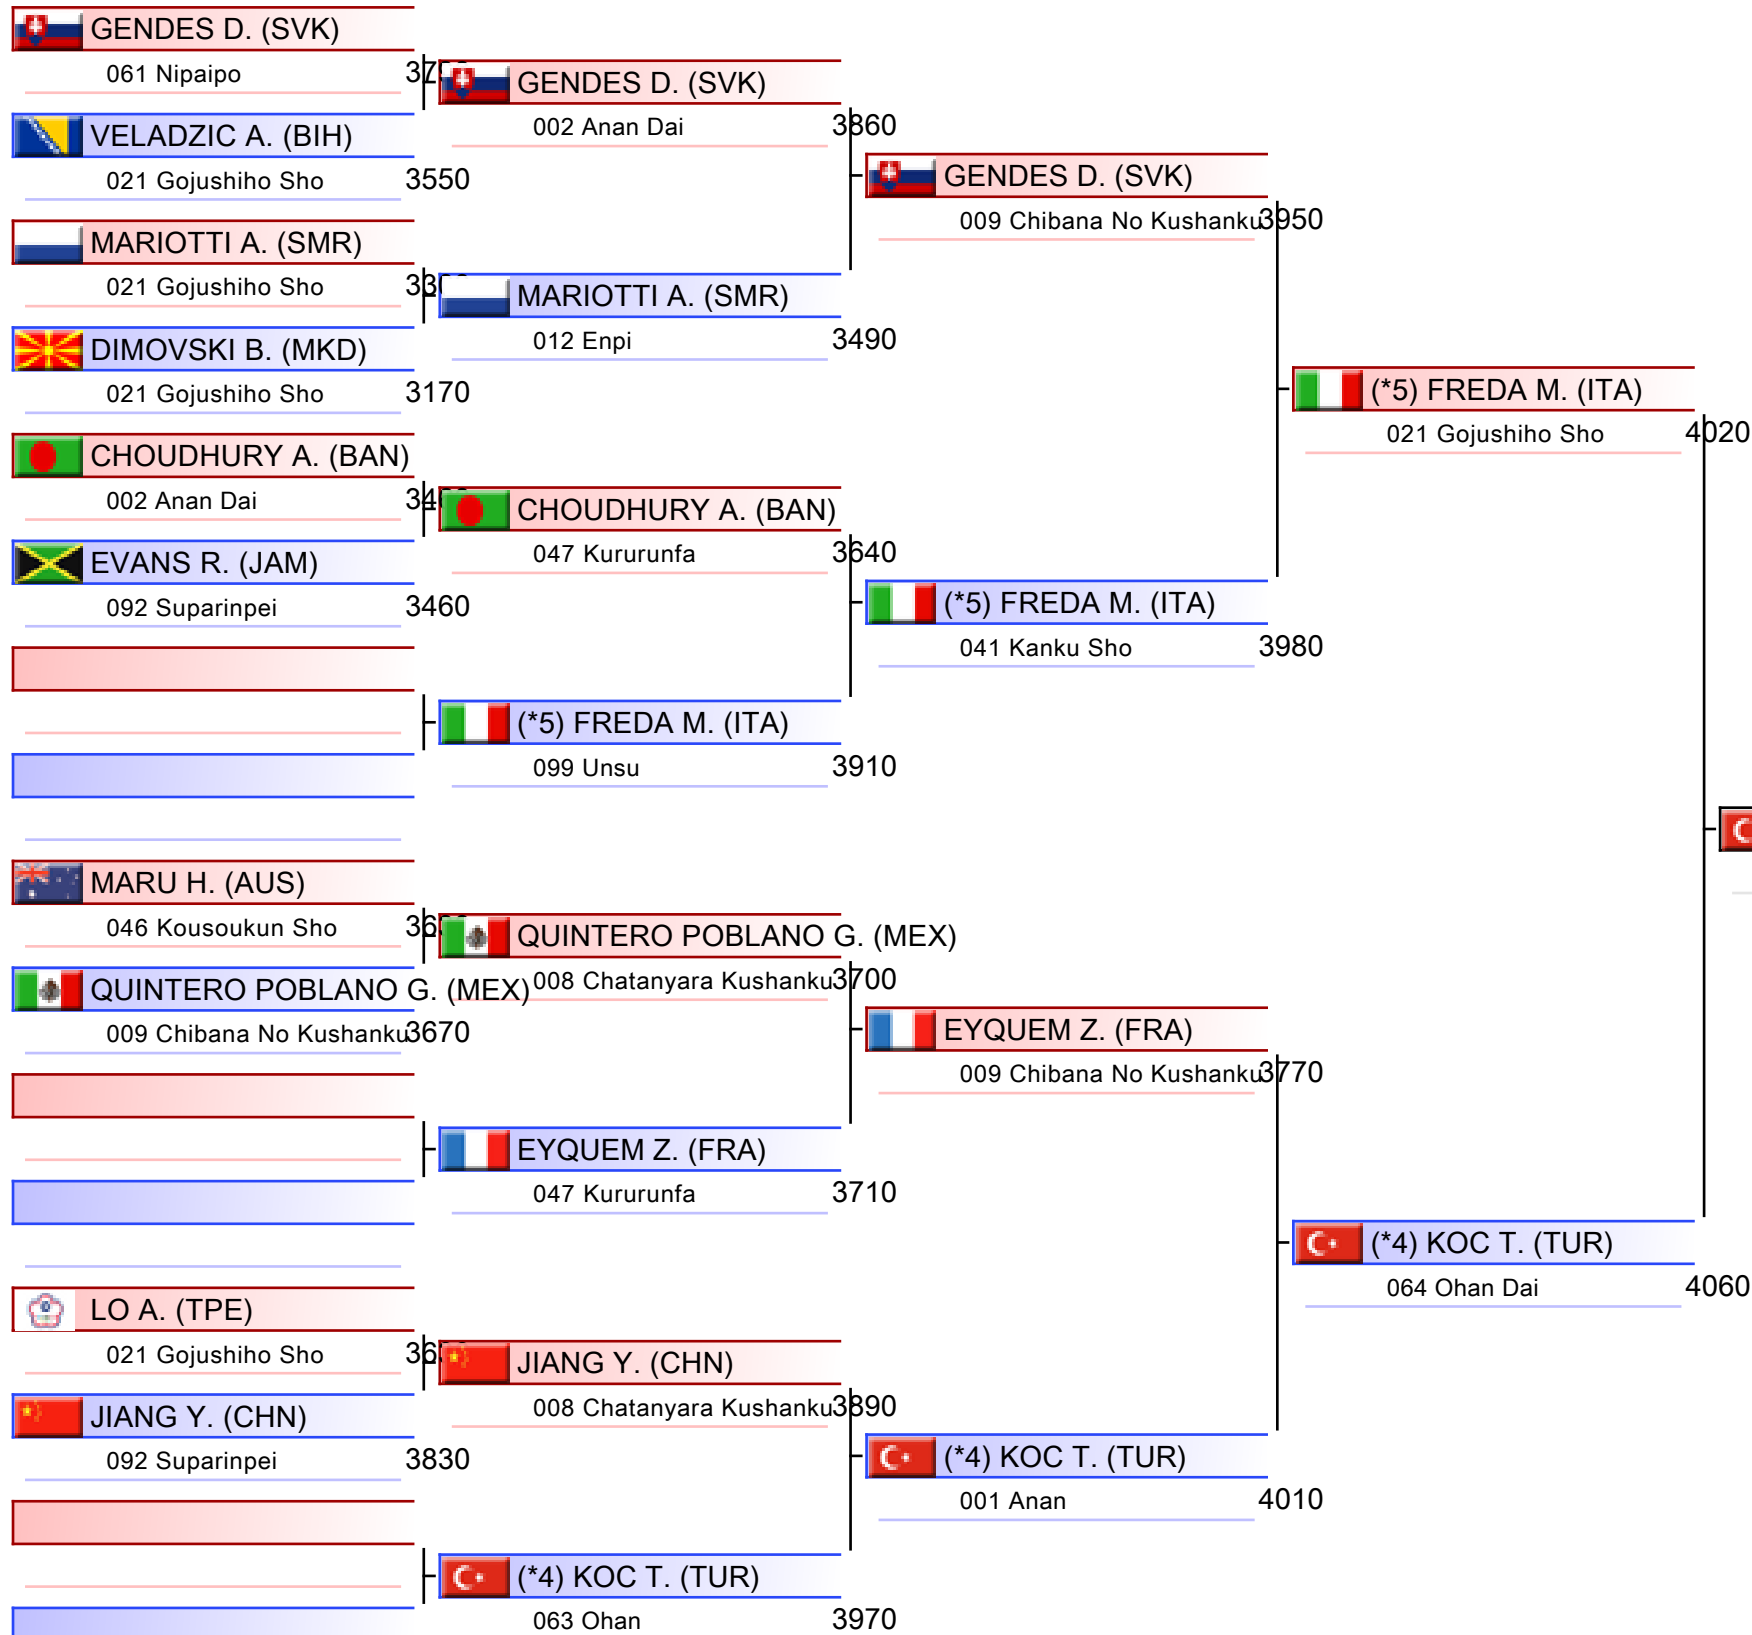 GENDES D. (SVK)
061 Nipaipo
VELADZIC A. (BIH)
021 Gojushiho Sho 3550
MARIOTTI A. (SMR)
021 Gojushiho Sho
DIMOVSKI B. (MKD)
021 Gojushiho Sho 3170
CHOUDHURY A. (BAN)
002 Anan Dai
EVANS R. (JAM)
092 Suparinpei 3460
MARU H. (AUS)
046 Kousoukun Sho
QUINTERO POBLANO G. (MEX)
009 Chibana No Kushanku 3670
LO A. (TPE)
021 Gojushiho Sho
JIANG Y. (CHN)
092 Suparinpei 3830
GENDES D. (SVK)
002 Anan Dai 3860
MARIOTTI A. (SMR)
012 Enpi 3490
CHOUDHURY A. (BAN)
047 Kururunfa 3640
(*5) FREDA M. (ITA)
099 Unsu 3910
QUINTERO POBLANO G. (MEX)
008 Chatanyara Kushanku 3700
EYQUEM Z. (FRA)
047 Kururunfa 3710
JIANG Y. (CHN)
008 Chatanyara Kushanku 3890
(*4) KOC T. (TUR)
063 Ohan 3970
GENDES D. (SVK)
009 Chibana No Kushanku 3950
(*5) FREDA M. (ITA)
041 Kanku Sho 3980
EYQUEM Z. (FRA)
009 Chibana No Kushanku 3770
(*4) KOC T. (TUR)
001 Anan 4010
(*5) FREDA M. (ITA)
021 Gojushiho Sho 4020
(*4) KOC T. (TUR)
064 Ohan Dai 4060